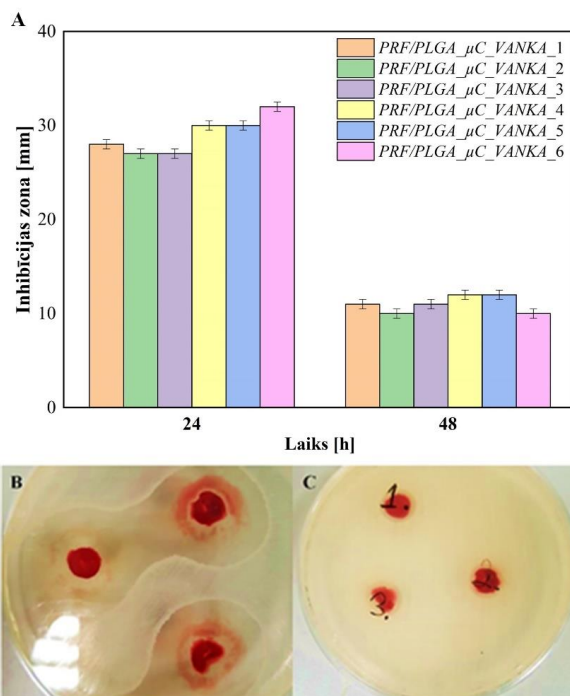 A
Inhibīcijas zona [mm]
40
30
20
10
0
PRF/PLGA_µC_VANKA_1
PRF/PLGA_µC_VANKA_2
PRF/PLGA_µC_VANKA_3
PRF/PLGA_µC_VANKA_4
PRF/PLGA_µC_VANKA_5
PRF/PLGA_µC_VANKA_6
24
48
Laiks [h]
B
C
1.
3.